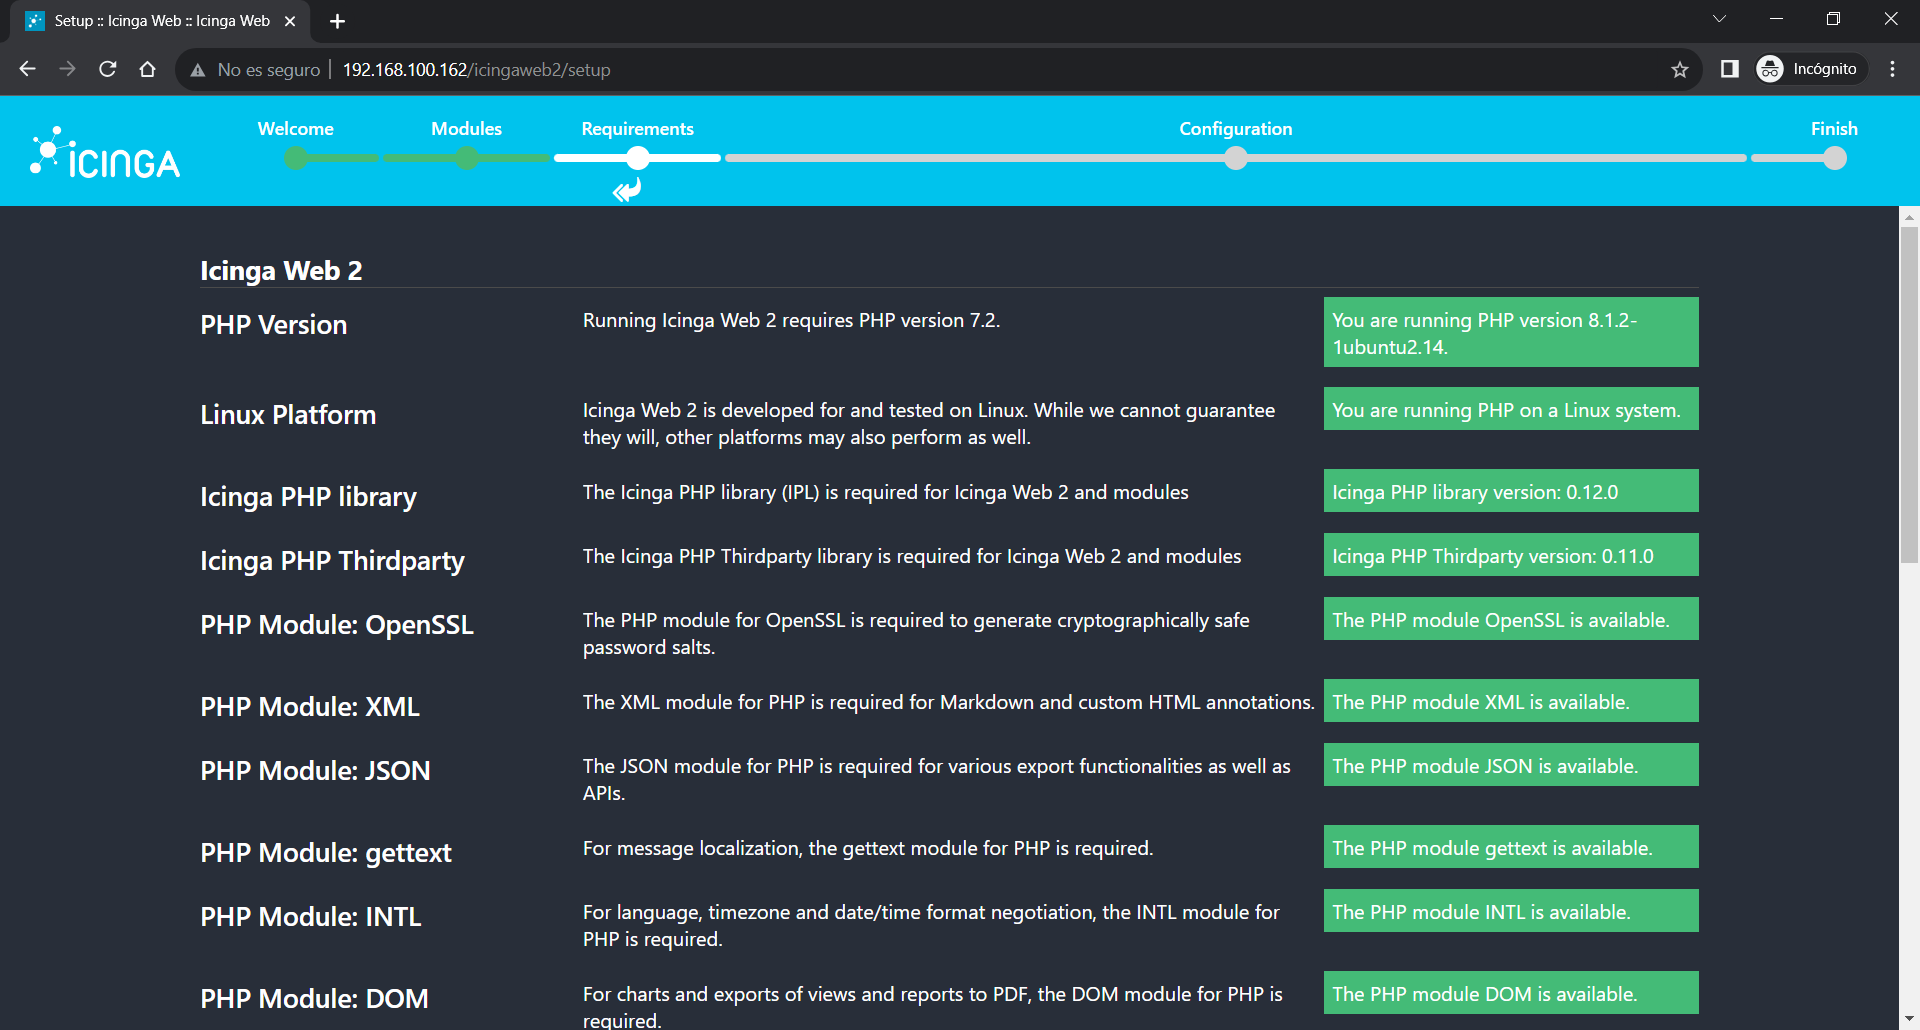 Setup :: Icinga Web :: Icinga Web
No es seguro
192.168.100.162/icingaweb2/setup
Incógnito
ICINGA
Welcome
Modules
Requirements
Configuration
Finish
Icinga Web 2
PHP Version
Running Icinga Web 2 requires PHP version 7.2.
You are running PHP version 8.1.2-
1ubuntu2.14.
Linux Platform
Icinga Web 2 is developed for and tested on Linux. While we cannot guarantee
they will, other platforms may also perform as well.
You are running PHP on a Linux system.
Icinga PHP library
The Icinga PHP library (IPL) is required for Icinga Web 2 and modules
Icinga PHP library version: 0.12.0
Icinga PHP Thirdparty
The Icinga PHP Thirdparty library is required for Icinga Web 2 and modules
Icinga PHP Thirdparty version: 0.11.0
PHP Module: OpenSSL
The PHP module for OpenSSL is required to generate cryptographically safe
password salts.
The PHP module OpenSSL is available.
PHP Module: XML
The XML module for PHP is required for Markdown and custom HTML annotations.
The PHP module XML is available.
PHP Module: JSON
The JSON module for PHP is required for various export functionalities as well as
APIs.
The PHP module JSON is available.
PHP Module: gettext
For message localization, the gettext module for PHP is required.
The PHP module gettext is available.
PHP Module: INTL
For language, timezone and date/time format negotiation, the INTL module for
PHP is required.
The PHP module INTL is available.
PHP Module: DOM
For charts and exports of views and reports to PDF, the DOM module for PHP is
required.
The PHP module DOM is available.